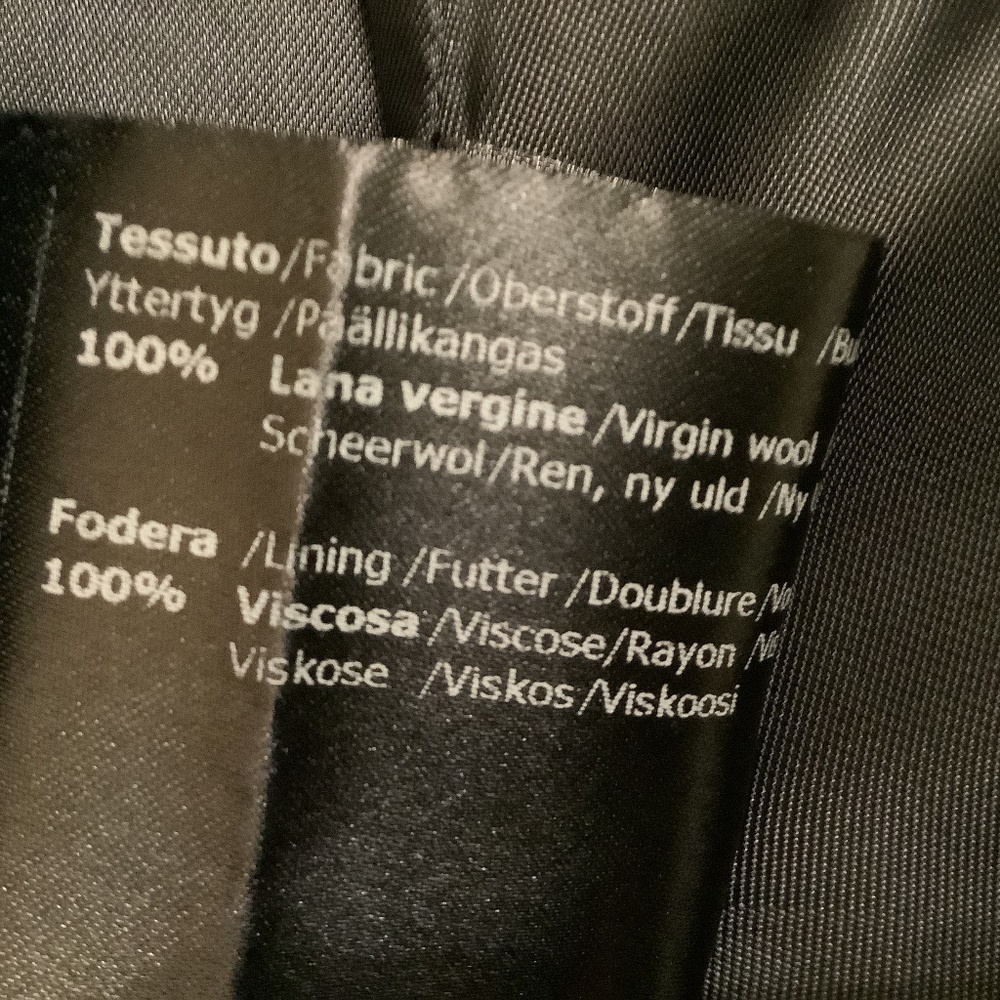 Tessuto/Fabric /Oberstoff/Tissu
Yttertyg /Päällikangas
100% Lana vergine /Virgin wool
Scheerwol/Ren, ny uld /Ny
Fodera /Lining /Futter /Doublure
100% Viscosa /Viscose/Rayon
Viskose /Viskos /Viskoosi